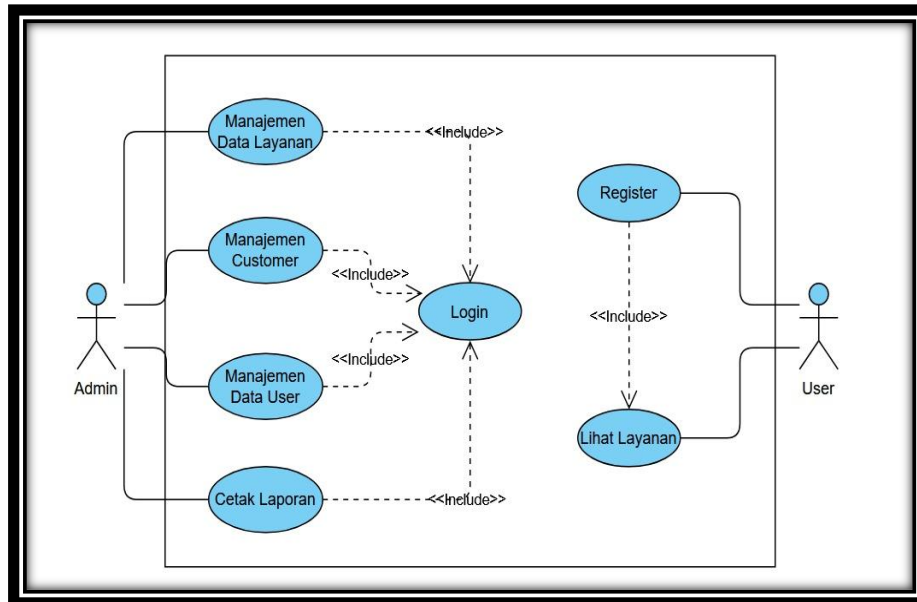 Manajemen
Data Layanan
<<Include>>
Register
Manajemen
Customer
<<Include>>
Login
<<Include>>
Admin
User
<<Include>>
Manajemen
Data User
Lihat Layanan
Cetak Laporan
<<Include>>